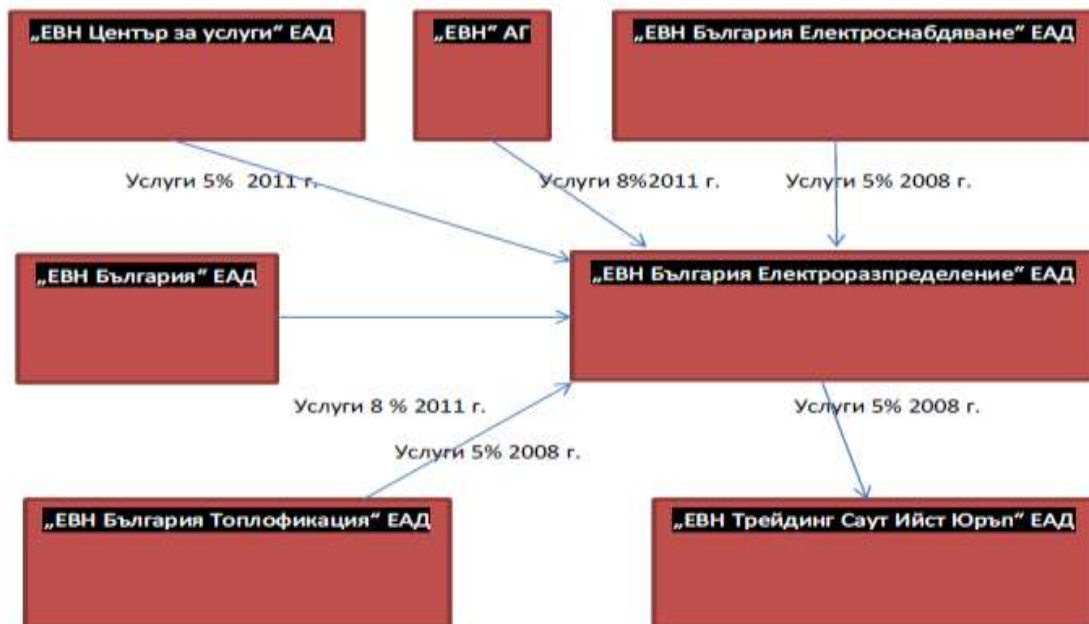 „ЕВН Център за услуги“ ЕАД
„ЕВН“ АГ
„ЕВН България Електроснабдяване“ ЕАД
Услуги 5% 2011 г.
Услуги 8%2011 г.
Услуги 5% 2008 г.
„ЕВН България“ ЕАД
„ЕВН България Електроразпределение“ ЕАД
Услуги 8 % 2011 г.
Услуги 5% 2008 г.
Услуги 5% 2008 г.
„ЕВН България Топлофикация“ ЕАД
„ЕВН Трейдинг Саут Ийст Юръп“ ЕАД